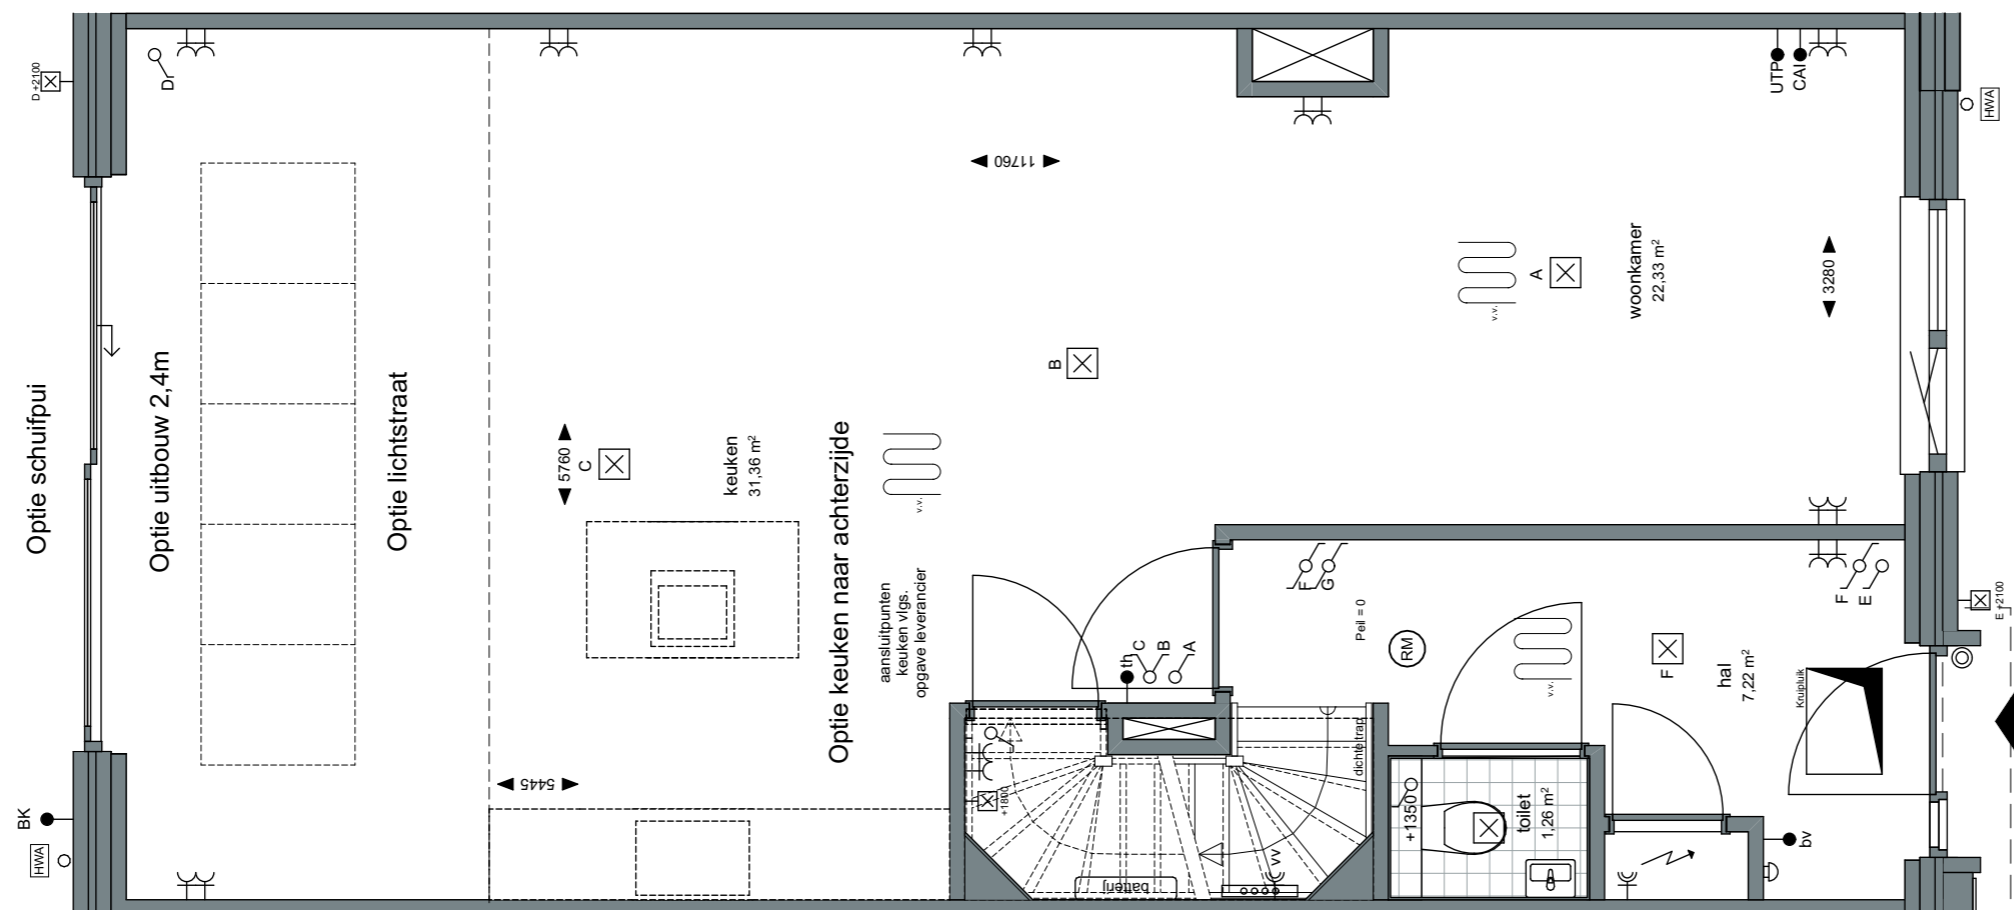 Optie schuifpui
Optie uitbouw 2,4m
Optie lichtstraat
Optie keuken naar achterzijde
D +2100
D
BK
HWA
5760
C
keuken
31,36 m²
5445
aansluitpunten
keuken vlgs.
opgave leverancier
v.v.
11760
B
A
v.v.
woonkamer
22,33 m²
3280
UTP
CAI
HWA
th
C
B
A
F
G
Peil = 0
RM
v.v.
F
hal
7,22 m²
F
E
E +2100
Kruipluik
dichte trap
+1800
batterij
vv
+1350
toilet
1,26 m²
bv